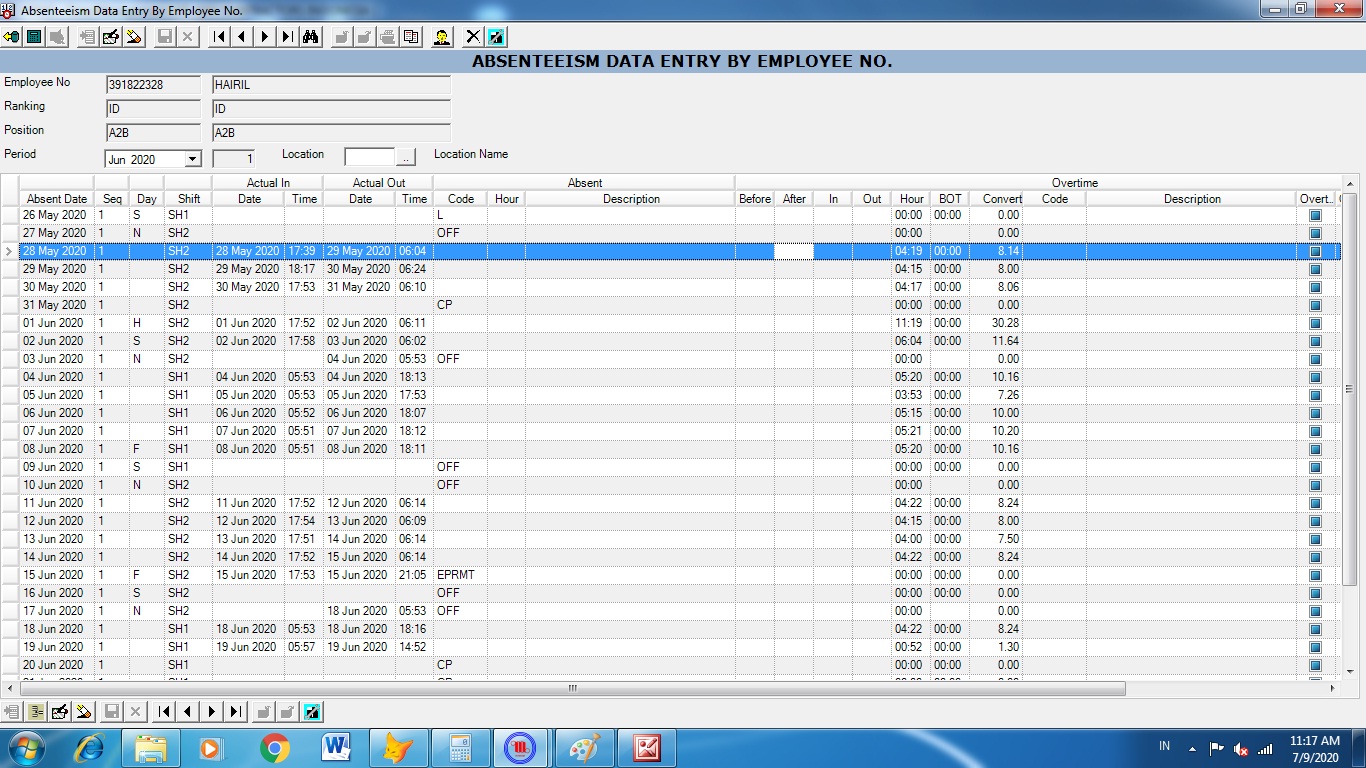 Absenteeism Data Entry By Employee No.
ABSENTEEISM DATA ENTRY BY EMPLOYEE NO.
Employee No 391822328 HAIRIL
Ranking ID ID
Position A2B A2B
Period Jun 2020 1 Location .. Location Name
Actual In Actual Out Absent Overtime
Absent Date Seq Day Shift Date Time Date Time Code Hour Description Before After In Out Hour BOT Convert Code Description Overt..
26 May 2020 1 S SH1 L 00:00 00:00 0.00
27 May 2020 1 N SH2 OFF 00:00 00:00 0.00
28 May 2020 1 SH2 28 May 2020 17:39 29 May 2020 06:04 04:19 00:00 8.14
29 May 2020 1 SH2 29 May 2020 18:17 30 May 2020 06:24 04:15 00:00 8.00
30 May 2020 1 SH2 30 May 2020 17:53 31 May 2020 06:10 04:17 00:00 8.06
31 May 2020 1 SH2 CP 00:00 00:00 0.00
01 Jun 2020 1 H SH2 01 Jun 2020 17:52 02 Jun 2020 06:11 11:19 00:00 30.28
02 Jun 2020 1 S SH2 02 Jun 2020 17:58 03 Jun 2020 06:02 06:04 00:00 11.64
03 Jun 2020 1 N SH2 04 Jun 2020 05:53 OFF 00:00 0.00
04 Jun 2020 1 SH1 04 Jun 2020 05:53 04 Jun 2020 18:13 05:20 00:00 10.16
05 Jun 2020 1 SH1 05 Jun 2020 05:53 05 Jun 2020 17:53 03:53 00:00 7.26
06 Jun 2020 1 SH1 06 Jun 2020 05:52 06 Jun 2020 18:07 05:15 00:00 10.00
07 Jun 2020 1 SH1 07 Jun 2020 05:51 07 Jun 2020 18:12 05:21 00:00 10.20
08 Jun 2020 1 F SH1 08 Jun 2020 05:51 08 Jun 2020 18:11 05:20 00:00 10.16
09 Jun 2020 1 S SH1 OFF 00:00 00:00 0.00
10 Jun 2020 1 N SH2 OFF 00:00 00:00 0.00
11 Jun 2020 1 SH2 11 Jun 2020 17:52 12 Jun 2020 06:14 04:22 00:00 8.24
12 Jun 2020 1 SH2 12 Jun 2020 17:54 13 Jun 2020 06:09 04:15 00:00 8.00
13 Jun 2020 1 SH2 13 Jun 2020 17:51 14 Jun 2020 06:14 04:00 00:00 7.50
14 Jun 2020 1 SH2 14 Jun 2020 17:52 15 Jun 2020 06:14 04:22 00:00 8.24
15 Jun 2020 1 F SH2 15 Jun 2020 17:53 15 Jun 2020 21:05 EPRMT 00:00 00:00 0.00
16 Jun 2020 1 S SH2 OFF 00:00 00:00 0.00
17 Jun 2020 1 N SH2 18 Jun 2020 05:53 OFF 00:00 0.00
18 Jun 2020 1 SH1 18 Jun 2020 05:53 18 Jun 2020 18:16 04:22 00:00 8.24
19 Jun 2020 1 SH1 19 Jun 2020 05:57 19 Jun 2020 14:52 00:52 00:00 1.30
20 Jun 2020 1 SH1 CP 00:00 00:00 0.00
IN 11:17 AM
7/9/2020